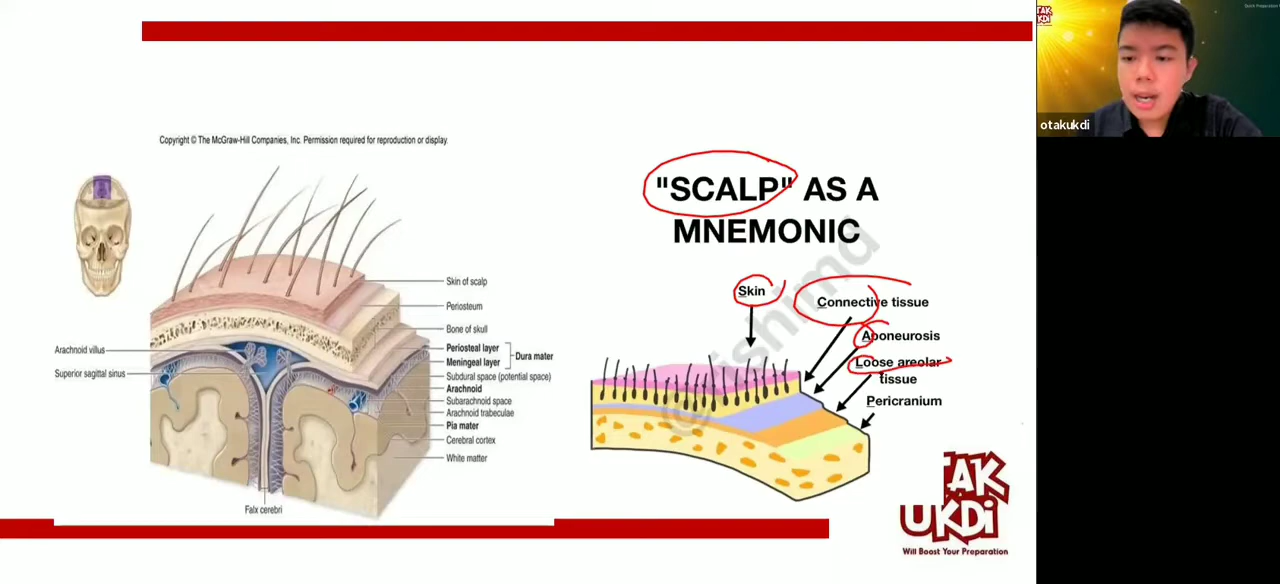 Copyright © The McGraw-Hill Companies, Inc. Permission required for reproduction or display.
Skin of scalp
Periosteum
Bone of skull
Periosteal layer
Meningeal layer
Dura mater
Subdural space (potential space)
Arachnoid
Subarachnoid space
Arachnoid trabeculae
Pia mater
Cerebral cortex
White matter
Arachnoid villus
Superior sagittal sinus
Falx cerebri
"SCALP" AS A
MNEMONIC
Skin
Connective tissue
Aponeurosis
Loose areolar
tissue
Pericranium
TAK
UKDi
Will Boost Your Preparation
TAK
UKDI
otakukdi